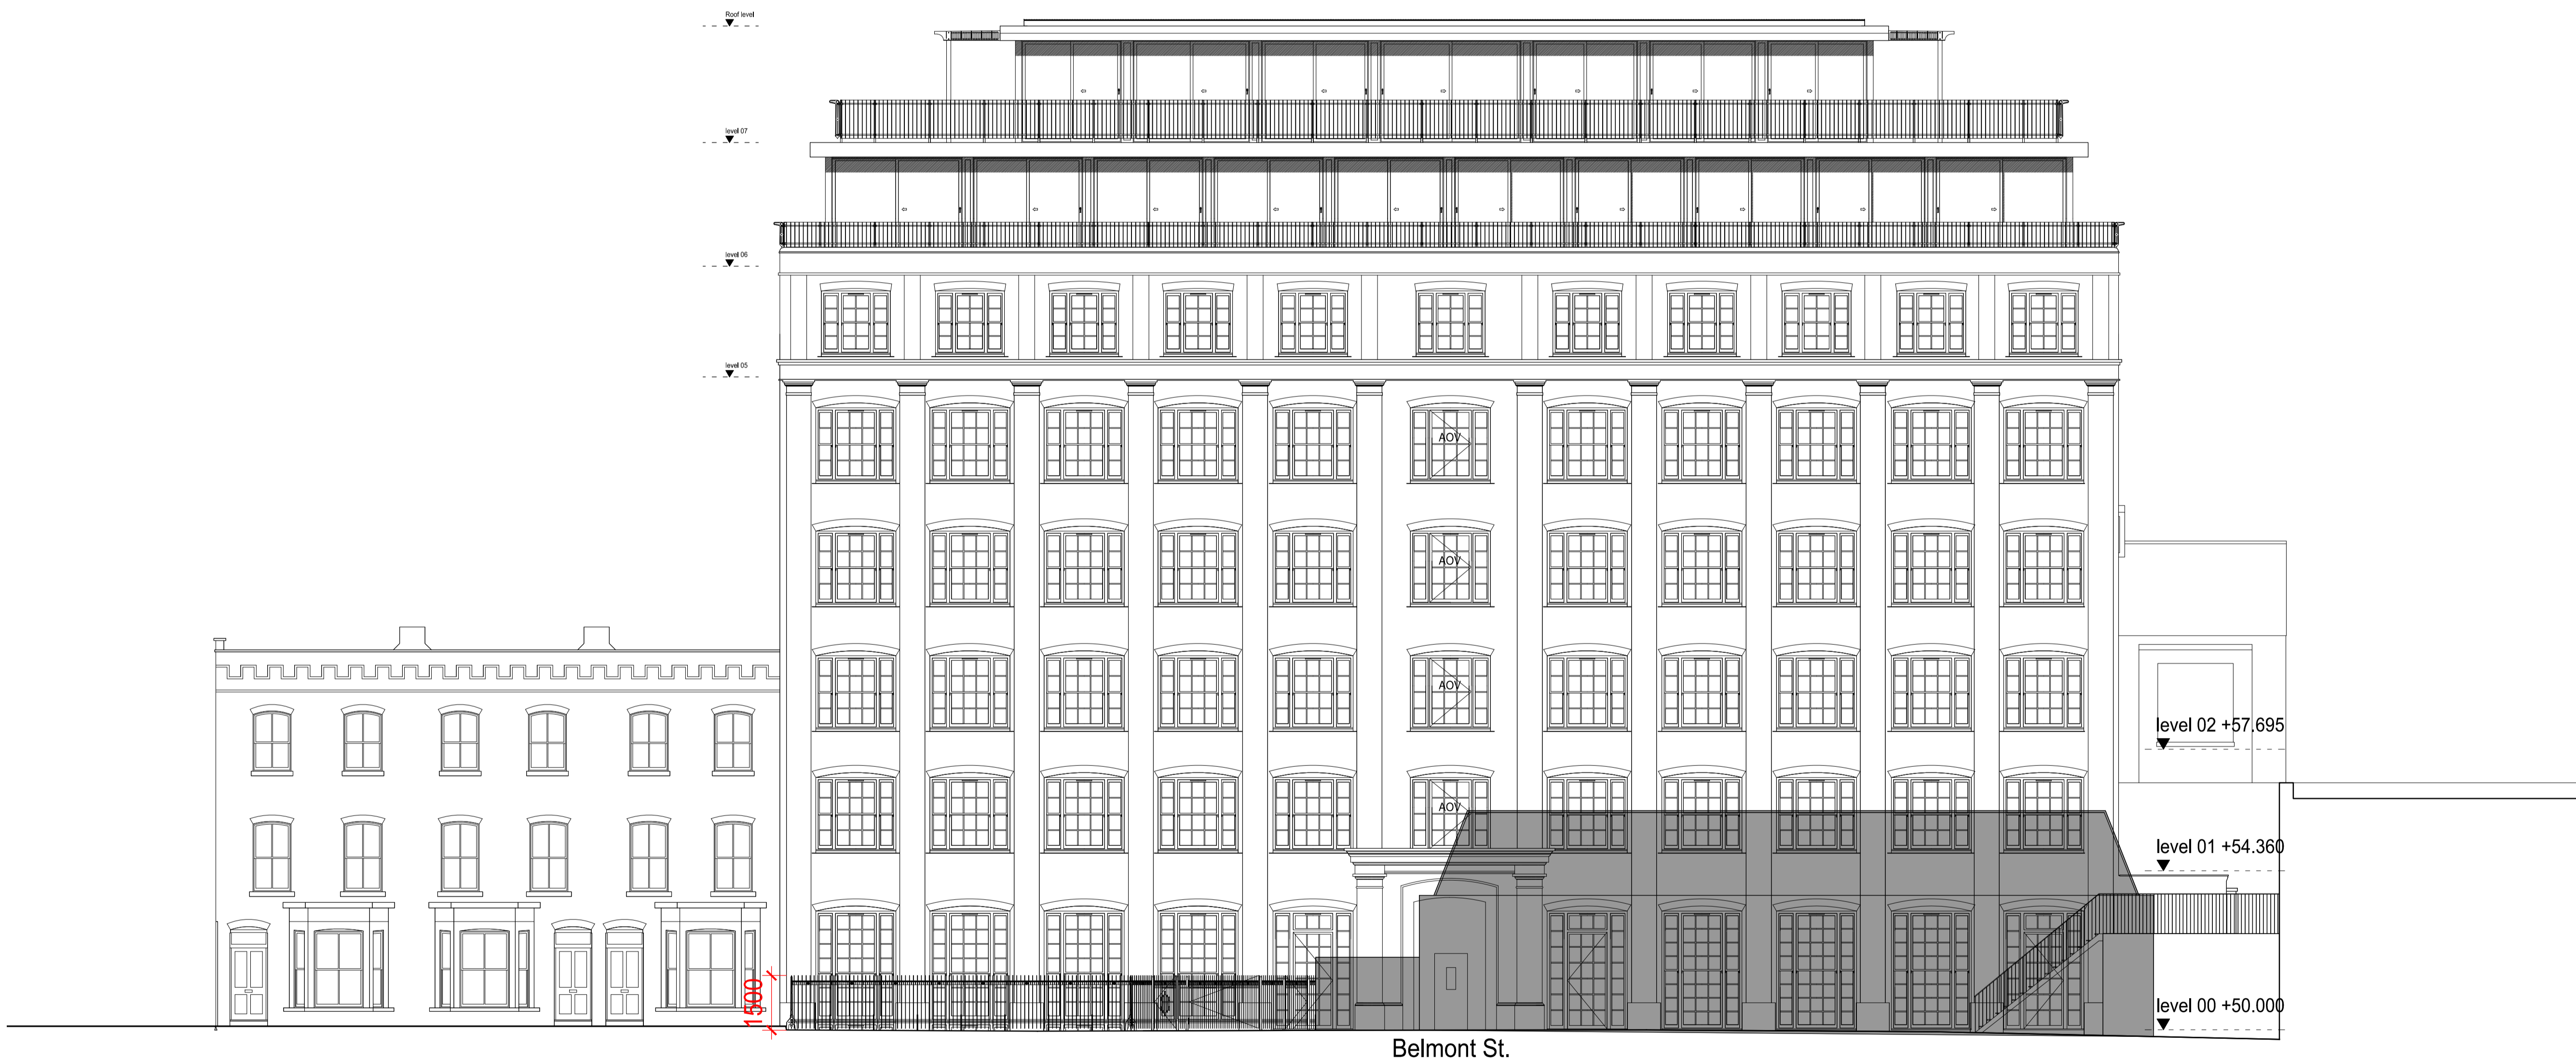 Roof level
level 07
level 06
level 05
AOV
AOV
AOV
level 02 +57.695
AOV
level 01 +54.360
1500
level 00 +50.000
Belmont St.